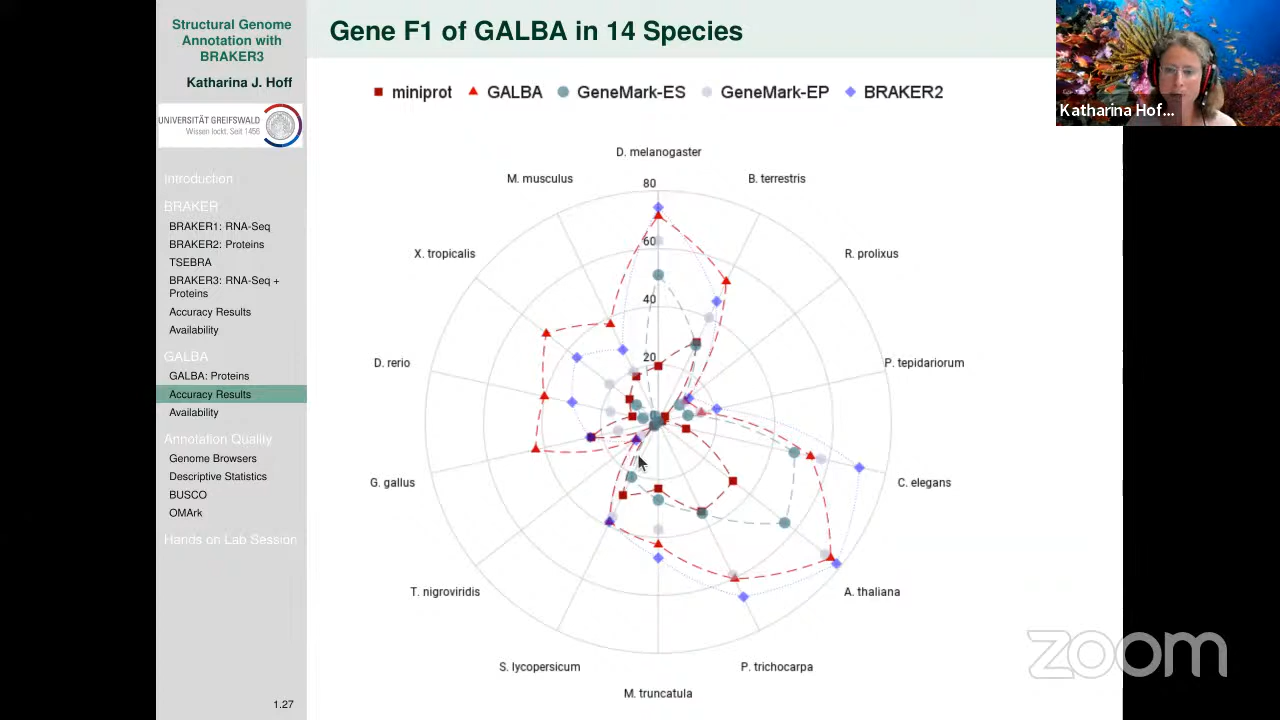 Structural Genome
Annotation with
BRAKER3
Katharina J. Hoff
UNIVERSITÄT GREIFSWALD
Wissen lockt. Seit 1456
Introduction
BRAKER
BRAKER1: RNA-Seq
BRAKER2: Proteins
TSEBRA
BRAKER3: RNA-Seq +
Proteins
Accuracy Results
Availability
GALBA
GALBA: Proteins
Accuracy Results
Availability
Annotation Quality
Genome Browsers
Descriptive Statistics
BUSCO
OMArk
Hands on Lab Session
1.27
Gene F1 of GALBA in 14 Species
miniprot GALBA GeneMark-ES GeneMark-EP BRAKER2
D. melanogaster
M. musculus
B. terrestris
80
60
X. tropicalis
R. prolixus
40
20
D. rerio
P. tepidariorum
0
G. gallus
C. elegans
T. nigroviridis
A. thaliana
S. lycopersicum
P. trichocarpa
M. truncatula
Katharina Hof...
zoom